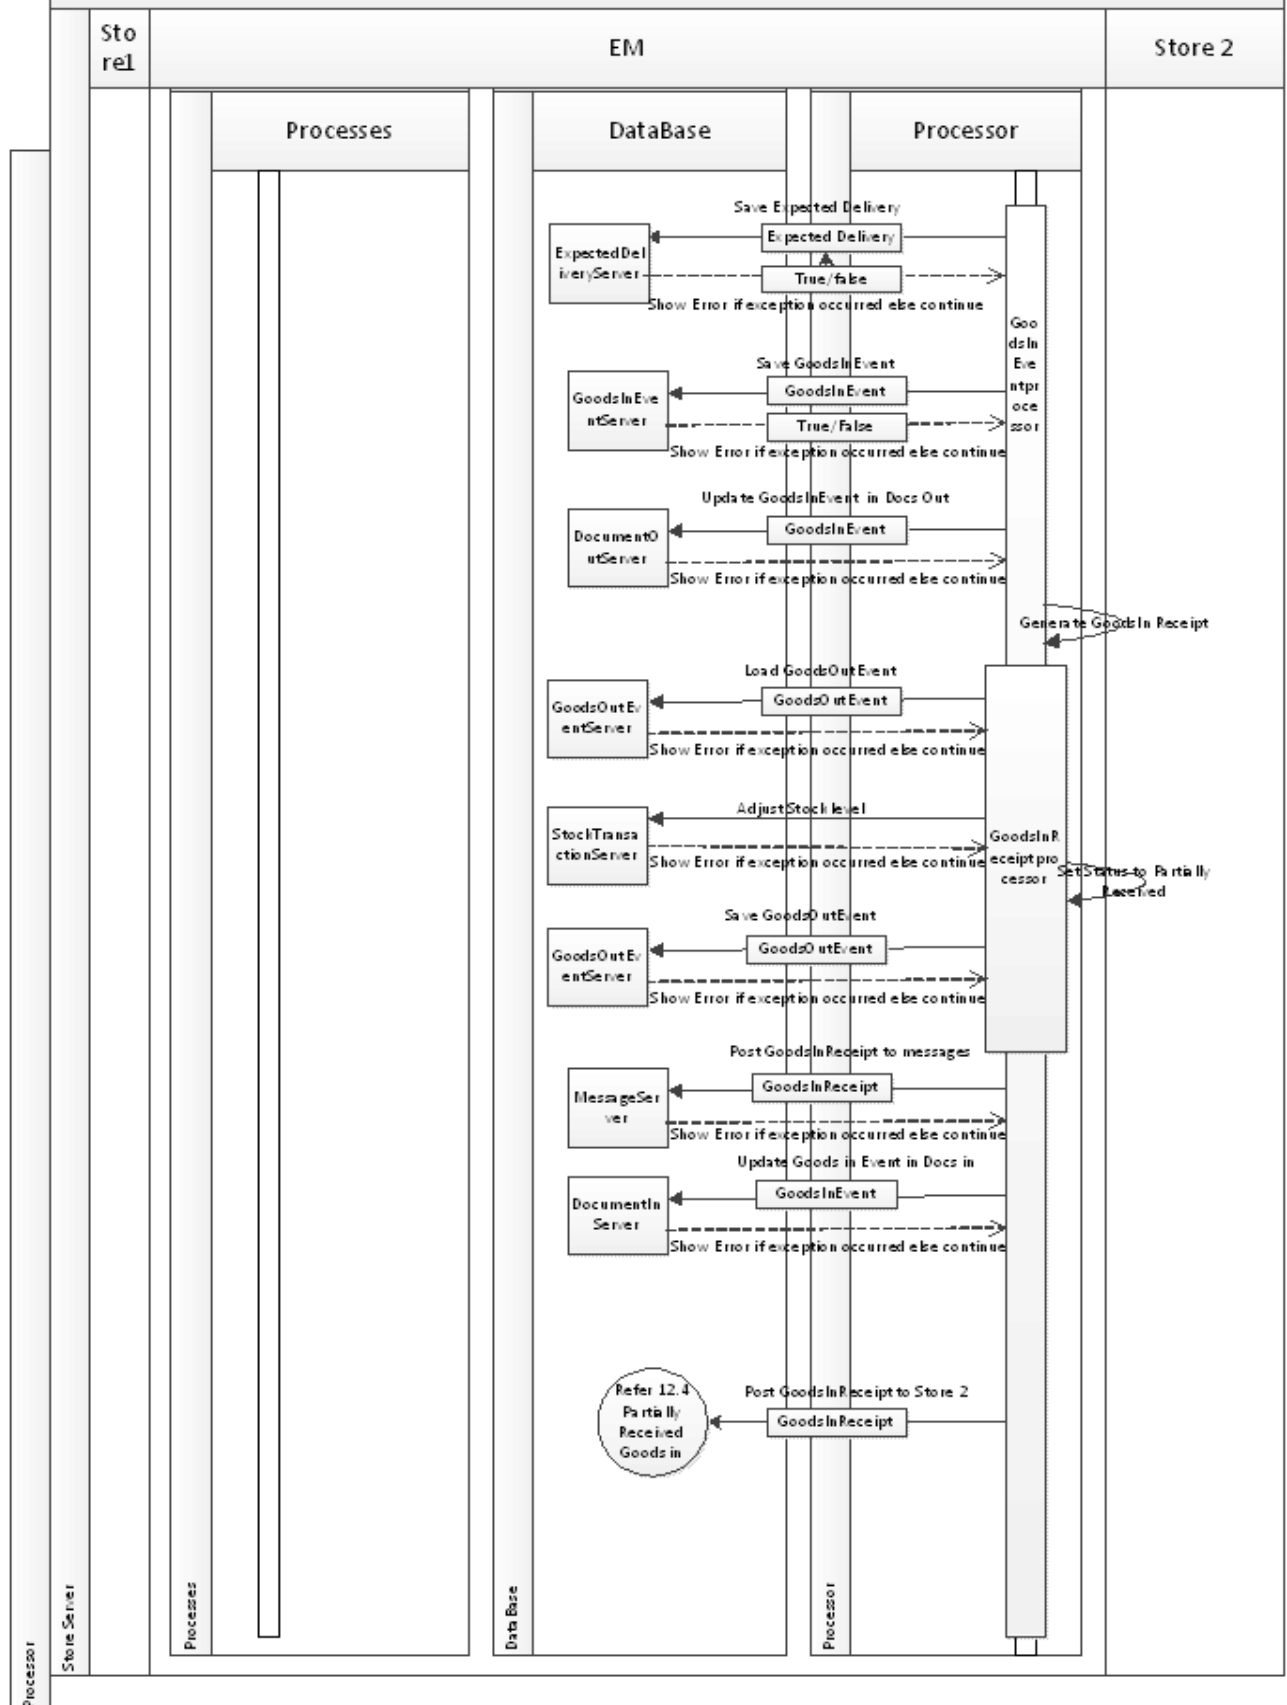 Sto
re1
EM
Store 2
Processes
DataBase
Processor
Save Expected Delivery
Expected Delivery
ExpectedDel
iveryServer
True/false
Show Error if exception occurred else continue
Goo
dsIn
Eve
ntpr
oce
ssor
Save GoodsInEvent
GoodsInEvent
GoodsInEve
ntServer
True/False
Show Error if exception occurred else continue
Update GoodsInEvent in Docs Out
GoodsInEvent
DocumentO
utServer
Show Error if exception occurred else continue
Generate GoodsIn Receipt
Load GoodsOutEvent
GoodsOutEvent
GoodsOutEv
entServer
Show Error if exception occurred else continue
Adjust Stock level
StockTransa
ctionServer
Show Error if exception occurred else continue
GoodsInR
eceiptpro
cessor
Set Status to Partially
Received
Save GoodsOutEvent
GoodsOutEvent
GoodsOutEv
entServer
Show Error if exception occurred else continue
Post GoodsInReceipt to messages
GoodsInReceipt
MessageSer
ver
Show Error if exception occurred else continue
Update Goods in Event in Docs in
GoodsInEvent
DocumentIn
Server
Show Error if exception occurred else continue
Refer 12.4
Partially
Received
Goods in
Post GoodsInReceipt to Store 2
GoodsInReceipt
Processor
Store Server
Processes
DataBase
Processor